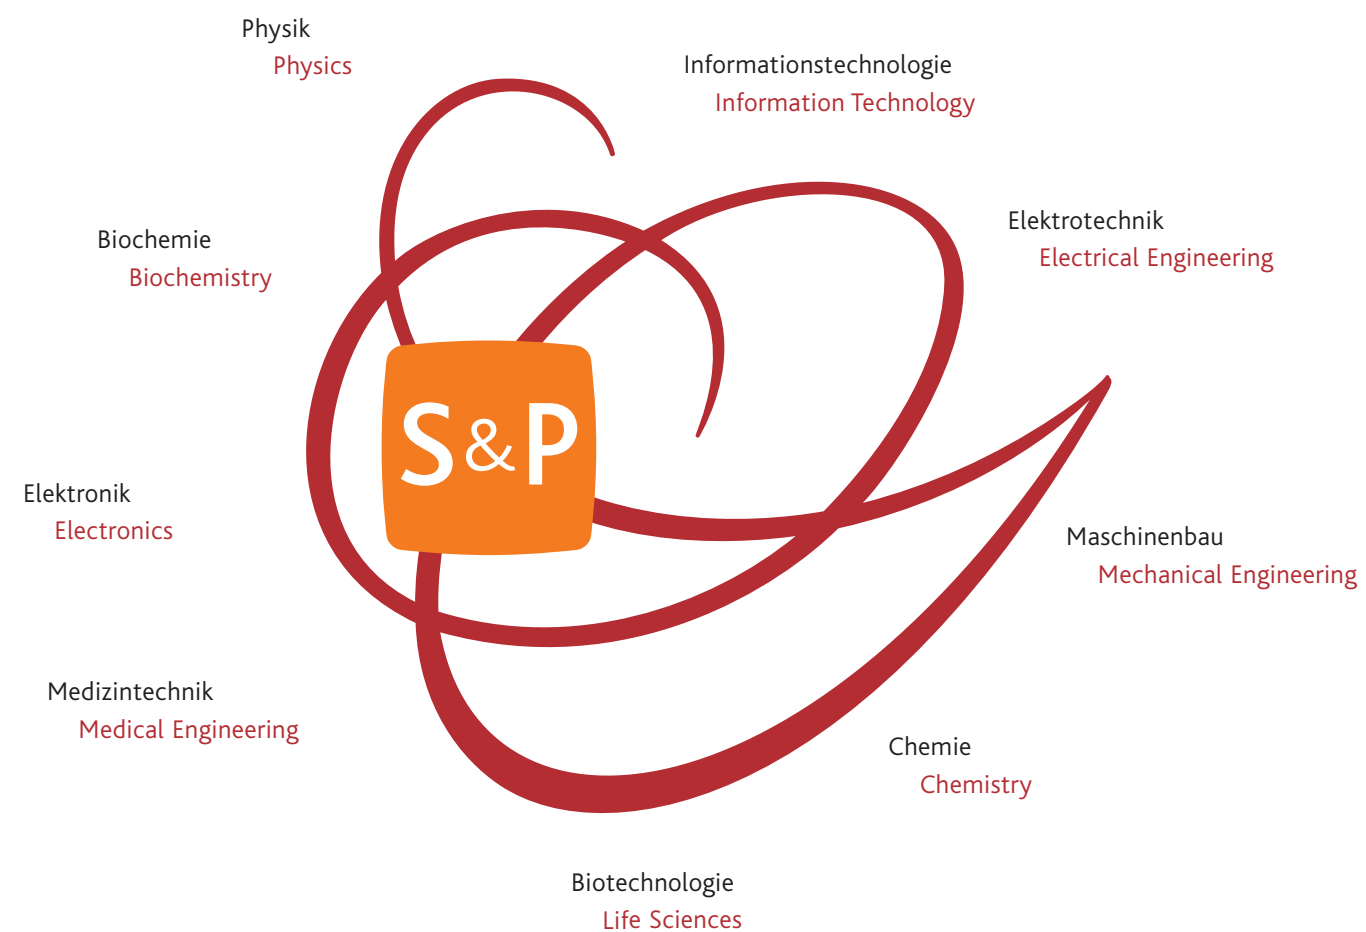 Physik
Physics
Informationstechnologie
Information Technology
Elektrotechnik
Electrical Engineering
Biochemie
Biochemistry
S&P
Elektronik
Electronics
Maschinenbau
Mechanical Engineering
Medizintechnik
Medical Engineering
Chemie
Chemistry
Biotechnologie
Life Sciences